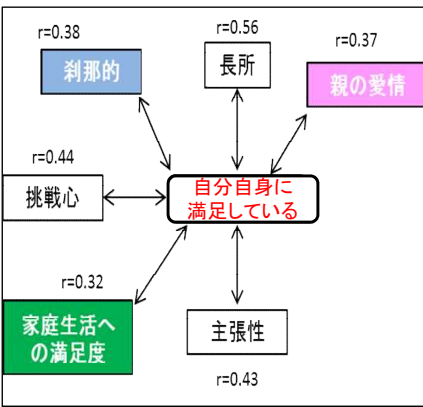 r=0.38
刹那的
r=0.56
長所
r=0.37
親の愛情
r=0.44
挑戦心
自分自身に
満足している
r=0.32
家庭生活へ
の満足度
主張性
r=0.43